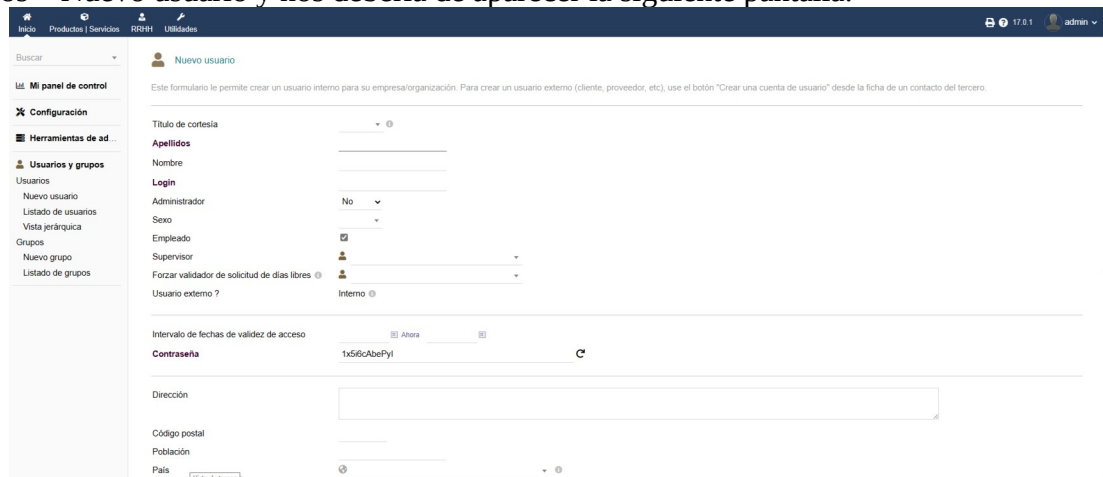 es – Nuevo usuario y nos debería de aparecer la siguiente pantalla:
Inicio Productos | Servicios RRHH Utilidades 17.0.1 admin
Buscar
Nuevo usuario
Mi panel de control
Este formulario le permite crear un usuario interno para su empresa/organización. Para crear un usuario externo (cliente, proveedor, etc), use el botón "Crear una cuenta de usuario" desde la ficha de un contacto del tercero.
Configuración
Herramientas de ad...
Usuarios y grupos
Usuarios
Nuevo usuario
Listado de usuarios
Vista jerárquica
Grupos
Nuevo grupo
Listado de grupos
Título de cortesía
Apellidos
Nombre
Login
Administrador No
Sexo
Empleado
Supervisor
Forzar validador de solicitud de días libres
Usuario externo ? Interno
Intervalo de fechas de validez de acceso Ahora
Contraseña 1x5i6cAbePyI
Dirección
Código postal
Población
País